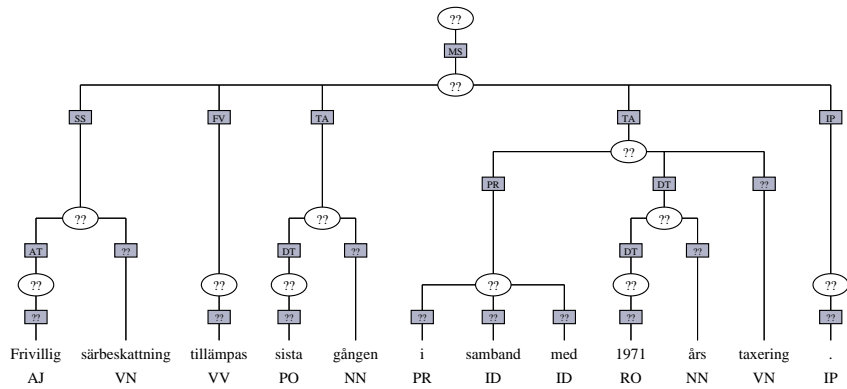 ??
MS
??
SS FV TA TA IP
??
PR DT ??
?? ?? ??
AT ?? DT ?? DT ??
?? ?? ?? ?? ?? ??
?? ?? ?? ?? ?? ?? ?? ??
Frivillig särbeskattning tillämpas sista gången i samband med 1971 års taxering .
AJ VN VV PO NN PR ID ID RO NN VN IP